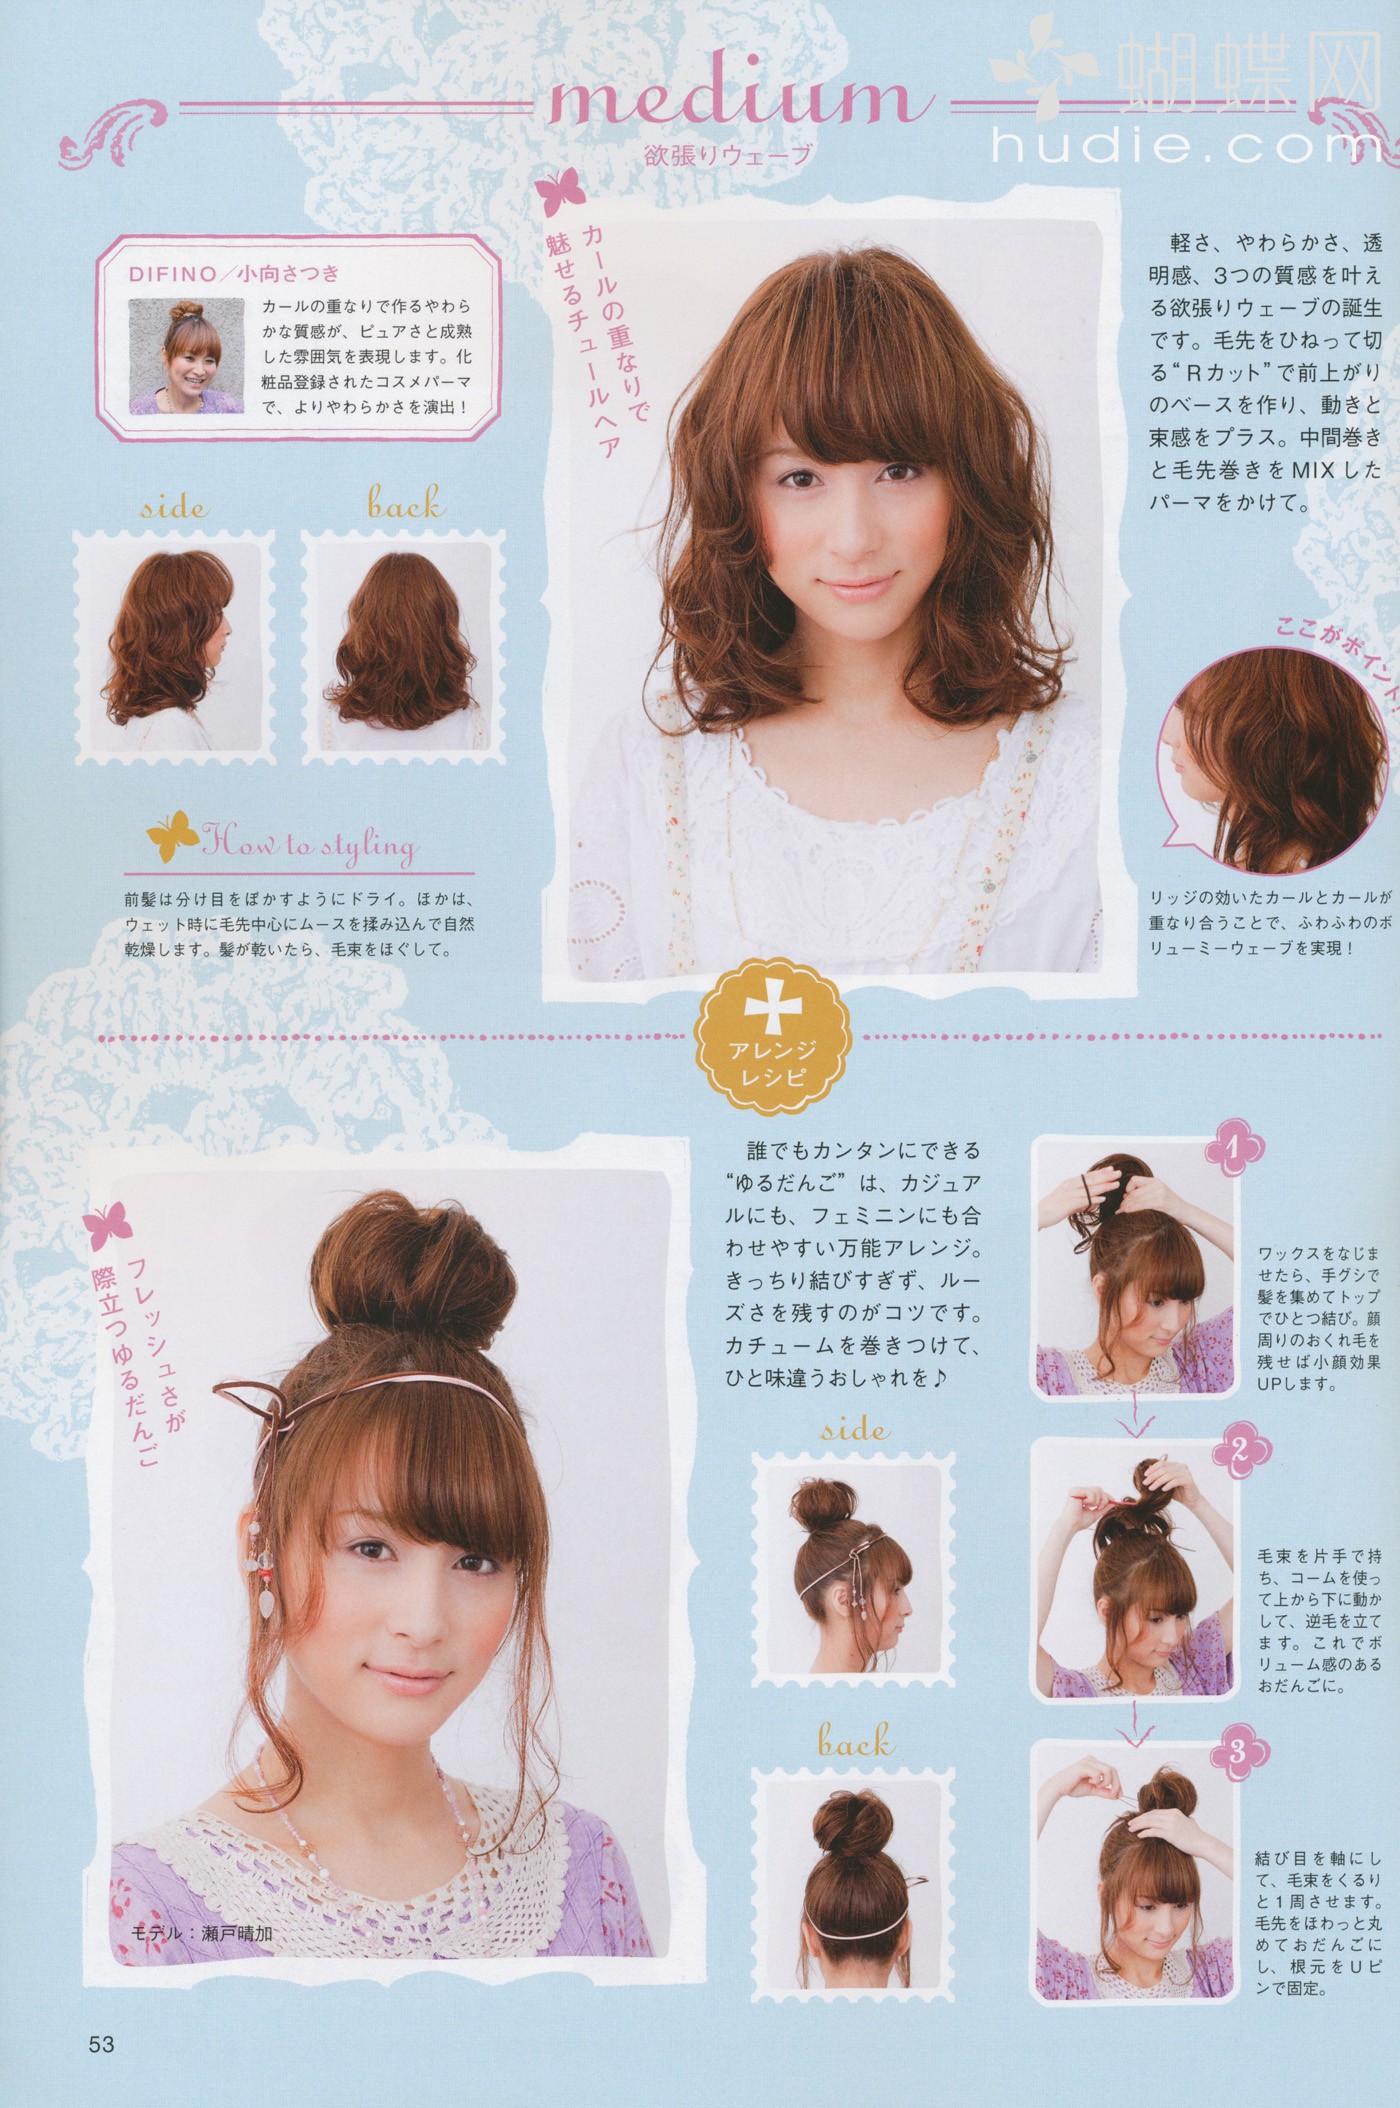 medium
欲張りウェーブ
蝴蝶网
hudie.com
DIFINO／小向さつき
カールの重なりで作るやわら
かな質感が、ピュアさと成熟
した雰囲気を表現します。化
粧品登録されたコスメパーマ
で、よりやわらかさを演出！
カールの重なりで
魅せるチュールヘア
軽さ、やわらかさ、透
明感、3つの質感を叶え
る欲張りウェーブの誕生
です。毛先をひねって切
る“Rカット”で前上がり
のベースを作り、動きと
束感をプラス。中間巻き
と毛先巻きをMIXした
パーマをかけて。
side
back
ここがポイント!
リッジの効いたカールとカールが
重なり合うことで、ふわふわのボ
リューミーウェーブを実現！
How to styling
前髪は分け目をぼかすようにドライ。ほかは、
ウェット時に毛先中心にムースを揉み込んで自然
乾燥します。髪が乾いたら、毛束をほぐして。
アレンジ
レシピ
フレッシュさが
際立つゆるだんご
モデル：瀬戸晴加
誰でもカンタンにできる
“ゆるだんご”は、カジュア
ルにも、フェミニンにも合
わせやすい万能アレンジ。
きっちり結びすぎず、ルー
ズさを残すのがコツです。
カチュームを巻きつけて、
ひと味違うおしゃれを♪
side
back
1
ワックスをなじま
せたら、手グシで
髪を集めてトップ
でひとつ結び。顔
周りのおくれ毛を
残せば小顔効果
UPします。
2
毛束を片手で持
ち、コームを使っ
て上から下に動か
して、逆毛を立て
ます。これでボ
リューム感のある
おだんごに。
3
結び目を軸にし
て、毛束をくるり
と1周させます。
毛先をほわっと丸
めておだんごに
し、根元をUピ
ンで固定。
53